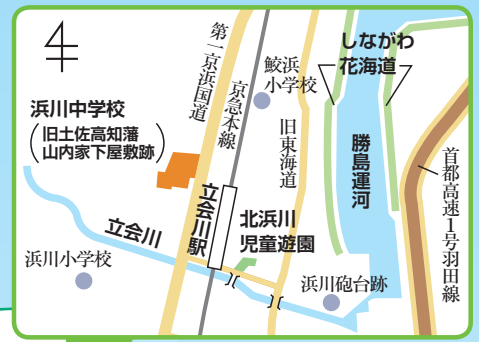 しながわ
花海道
第一京浜国道
鮫浜
小学校
京急本線
浜川中学校
旧土佐高知藩
山内家下屋敷跡
旧東海道
勝島運河
首都高速1号羽田線
立会川駅
北浜川
児童遊園
立会川
浜川小学校
浜川砲台跡